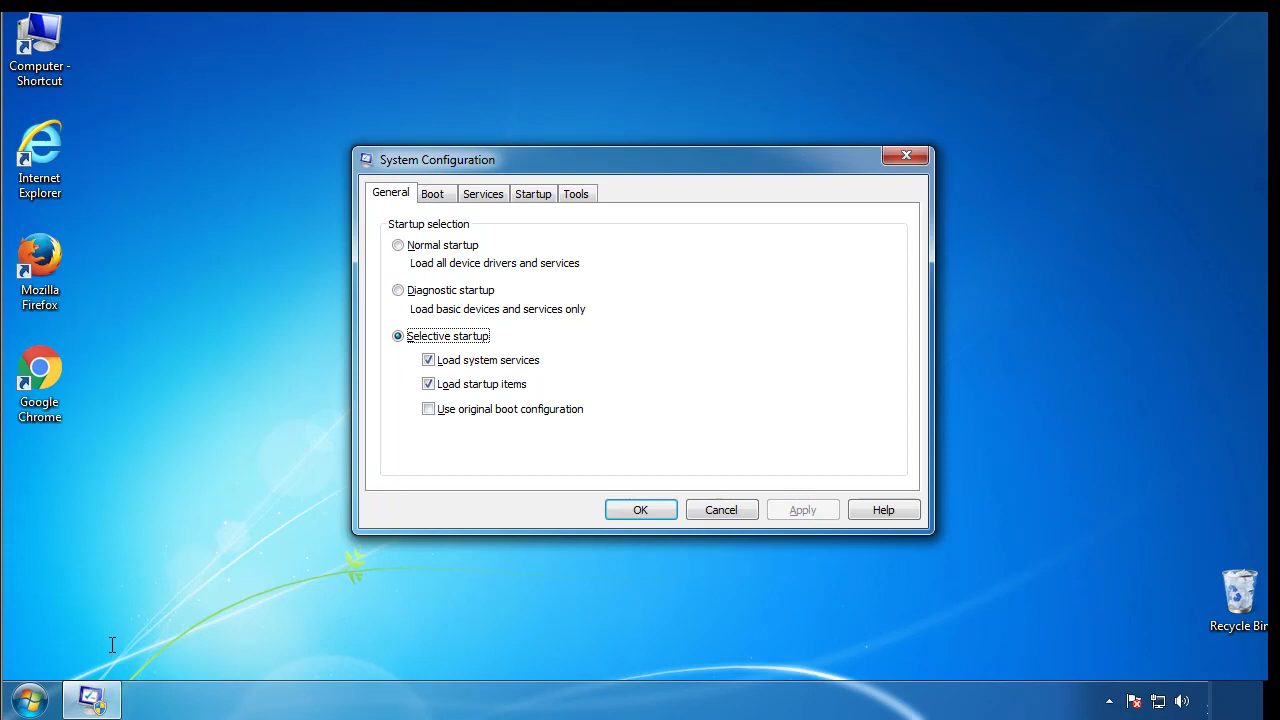 Computer -
Shortcut
Internet
Explorer
Mozilla
Firefox
Google
Chrome
System Configuration
General
Boot
Services
Startup
Tools
Startup selection
Normal startup
Load all device drivers and services
Diagnostic startup
Load basic devices and services only
Selective startup
Load system services
Load startup items
Use original boot configuration
OK
Cancel
Apply
Help
Recycle Bin